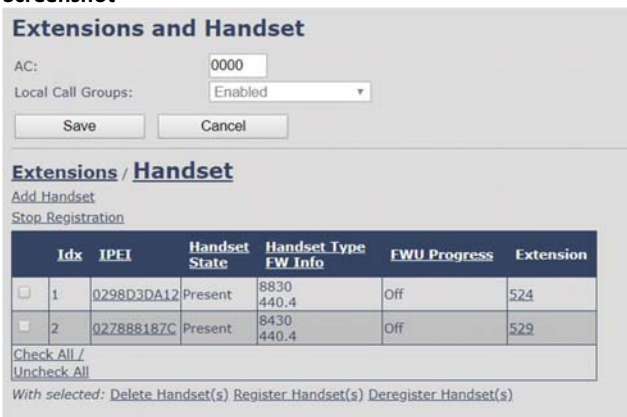 Extensions and Handset
AC: 0000
Local Call Groups: Enabled
Save Cancel
Extensions / Handset
Add Handset
Stop Registration
Idx IPEI Handset State Handset Type FW Info FWU Progress Extension
1 0298D3DA12 Present 8830 440.4 Off 524
2 027888187C Present 8430 440.4 Off 529
Check All /
Uncheck All
With selected: Delete Handset(s) Register Handset(s) Deregister Handset(s)